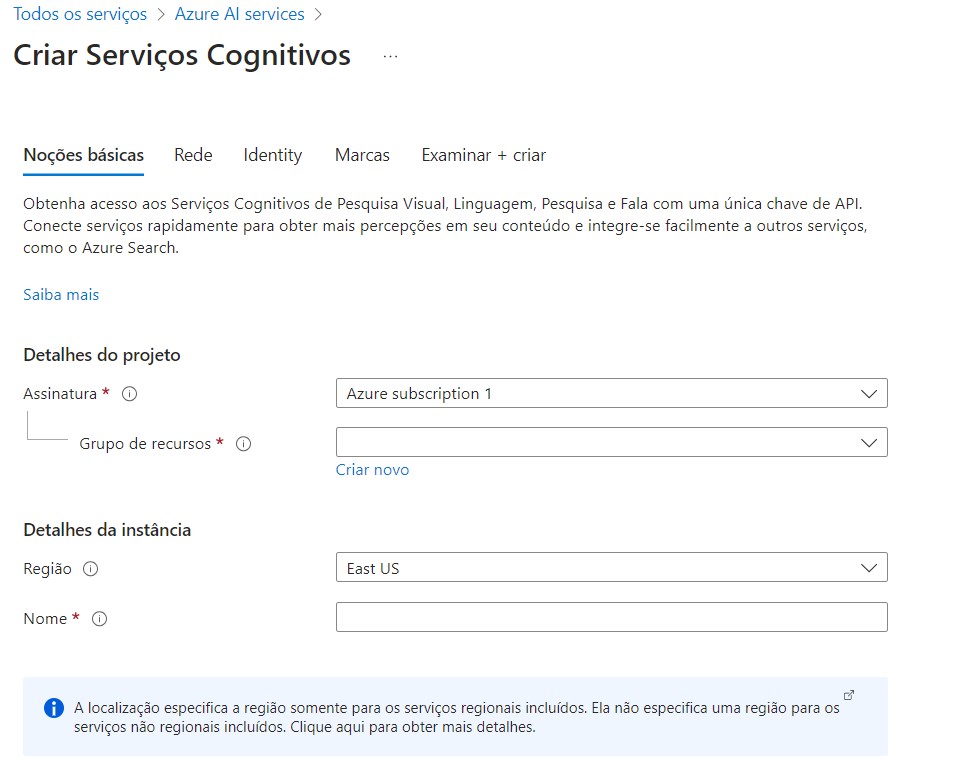 Todos os serviços > Azure AI services >
Criar Serviços Cognitivos ...
Noções básicas Rede Identity Marcas Examinar + criar
Obtenha acesso aos Serviços Cognitivos de Pesquisa Visual, Linguagem, Pesquisa e Fala com uma única chave de API.
Conecte serviços rapidamente para obter mais percepções em seu conteúdo e integre-se facilmente a outros serviços,
como o Azure Search.
Saiba mais
Detalhes do projeto
Assinatura * Azure subscription 1
Grupo de recursos *
Criar novo
Detalhes da instância
Região East US
Nome *
A localização especifica a região somente para os serviços regionais incluídos. Ela não especifica uma região para os
serviços não regionais incluídos. Clique aqui para obter mais detalhes.